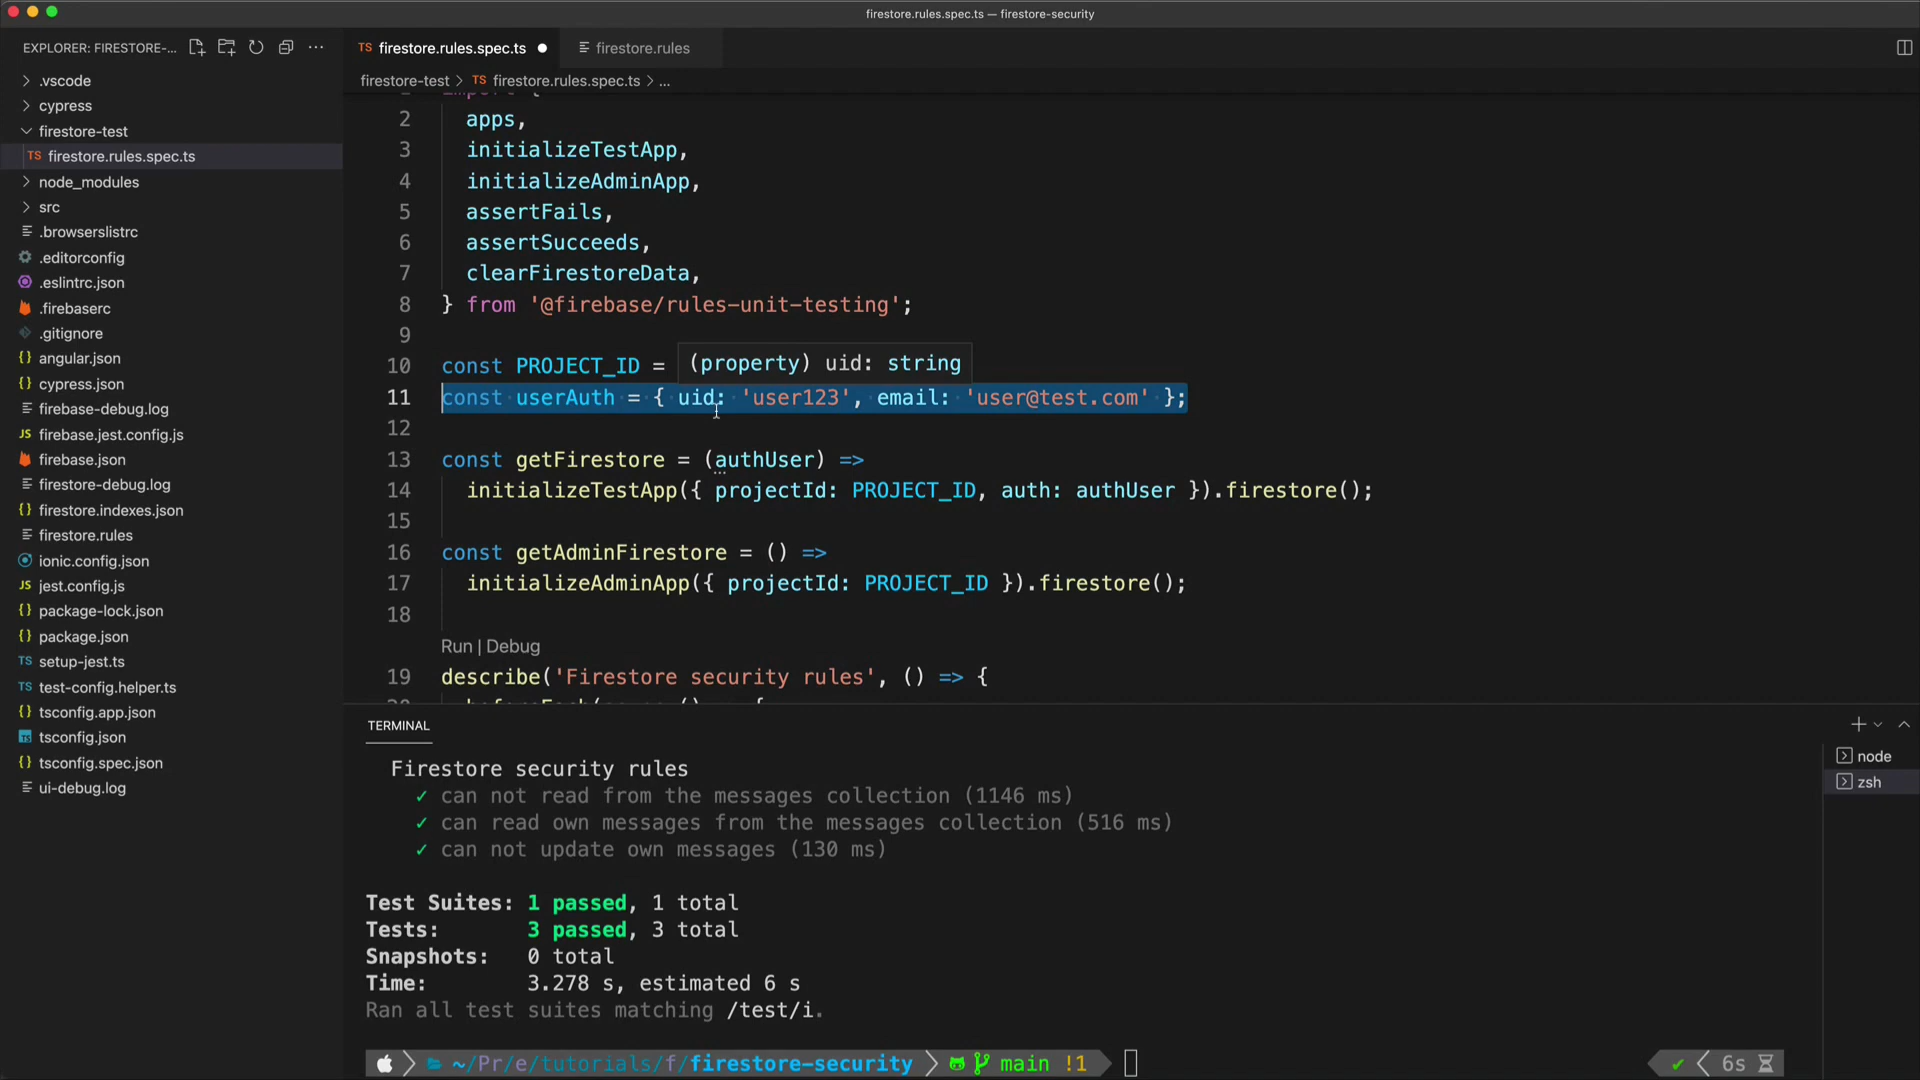 firestore.rules.spec.ts — firestore-security
EXPLORER: FIRESTORE-...
.vscode
cypress
firestore-test
TS firestore.rules.spec.ts
node_modules
src
.browserslistrc
.editorconfig
.eslintrc.json
.firebaserc
.gitignore
{} angular.json
{} cypress.json
firebase-debug.log
JS firebase.jest.config.js
{} firebase.json
firestore-debug.log
{} firestore.indexes.json
firestore.rules
ionic.config.json
JS jest.config.js
{} package-lock.json
{} package.json
TS setup-jest.ts
TS test-config.helper.ts
{} tsconfig.app.json
TS tsconfig.json
{} tsconfig.spec.json
ui-debug.log
TS firestore.rules.spec.ts
firestore.rules
firestore-test > TS firestore.rules.spec.ts > ...
1 import {
2 apps,
3 initializeTestApp,
4 initializeAdminApp,
5 assertFails,
6 assertSucceeds,
7 clearFirestoreData,
8 } from '@firebase/rules-unit-testing';
9
10 const PROJECT_ID =
(property) uid: string
11 const userAuth = { uid: 'user123', email: 'user@test.com' };
12
13 const getFirestore = (authUser) =>
14 initializeTestApp({ projectId: PROJECT_ID, auth: authUser }).firestore();
15
16 const getAdminFirestore = () =>
17 initializeAdminApp({ projectId: PROJECT_ID }).firestore();
18
Run | Debug
19 describe('Firestore security rules', () => {
TERMINAL
node
zsh
Firestore security rules
✓ can not read from the messages collection (1146 ms)
✓ can read own messages from the messages collection (516 ms)
✓ can not update own messages (130 ms)
Test Suites: 1 passed, 1 total
Tests: 3 passed, 3 total
Snapshots: 0 total
Time: 3.278 s, estimated 6 s
Ran all test suites matching /test/i.
~/Pr/e/tutorials/f/firestore-security main !1
✓ 6s